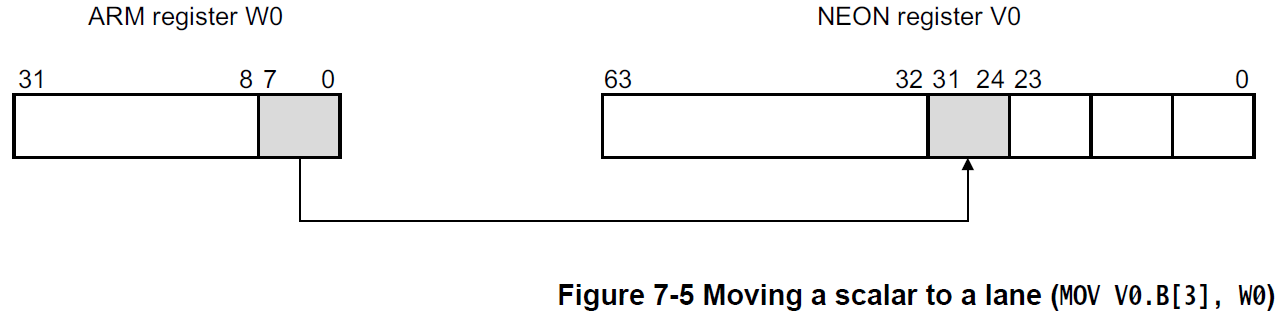 ARM register W0 NEON register V0
31 8 7 0 63 32 31 24 23 0
Figure 7-5 Moving a scalar to a lane (MOV V0.B[3], W0)